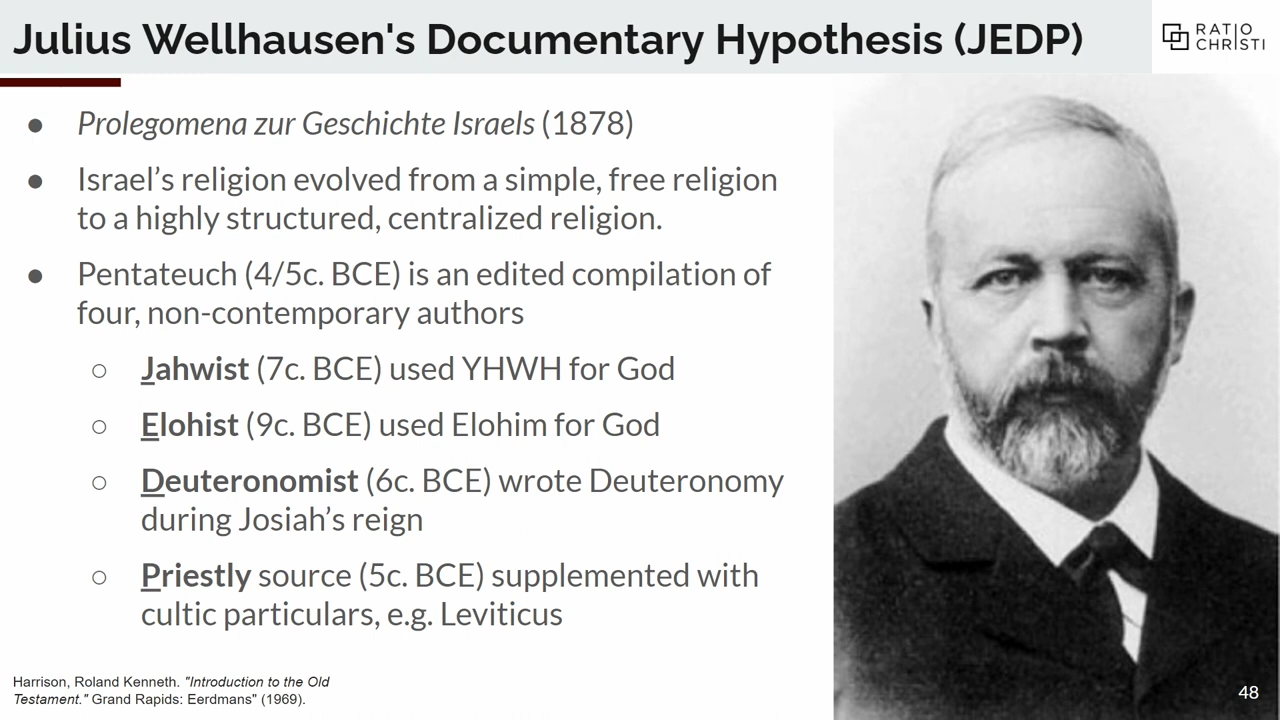 Julius Wellhausen's Documentary Hypothesis (JEDP)
RATIO
CHRISTI
● Prolegomena zur Geschichte Israels (1878)
● Israel’s religion evolved from a simple, free religion
to a highly structured, centralized religion.
● Pentateuch (4/5c. BCE) is an edited compilation of
four, non-contemporary authors
○ Jahwist (7c. BCE) used YHWH for God
○ Elohist (9c. BCE) used Elohim for God
○ Deuteronomist (6c. BCE) wrote Deuteronomy
during Josiah’s reign
○ Priestly source (5c. BCE) supplemented with
cultic particulars, e.g. Leviticus
Harrison, Roland Kenneth. "Introduction to the Old
Testament." Grand Rapids: Eerdmans" (1969).
48